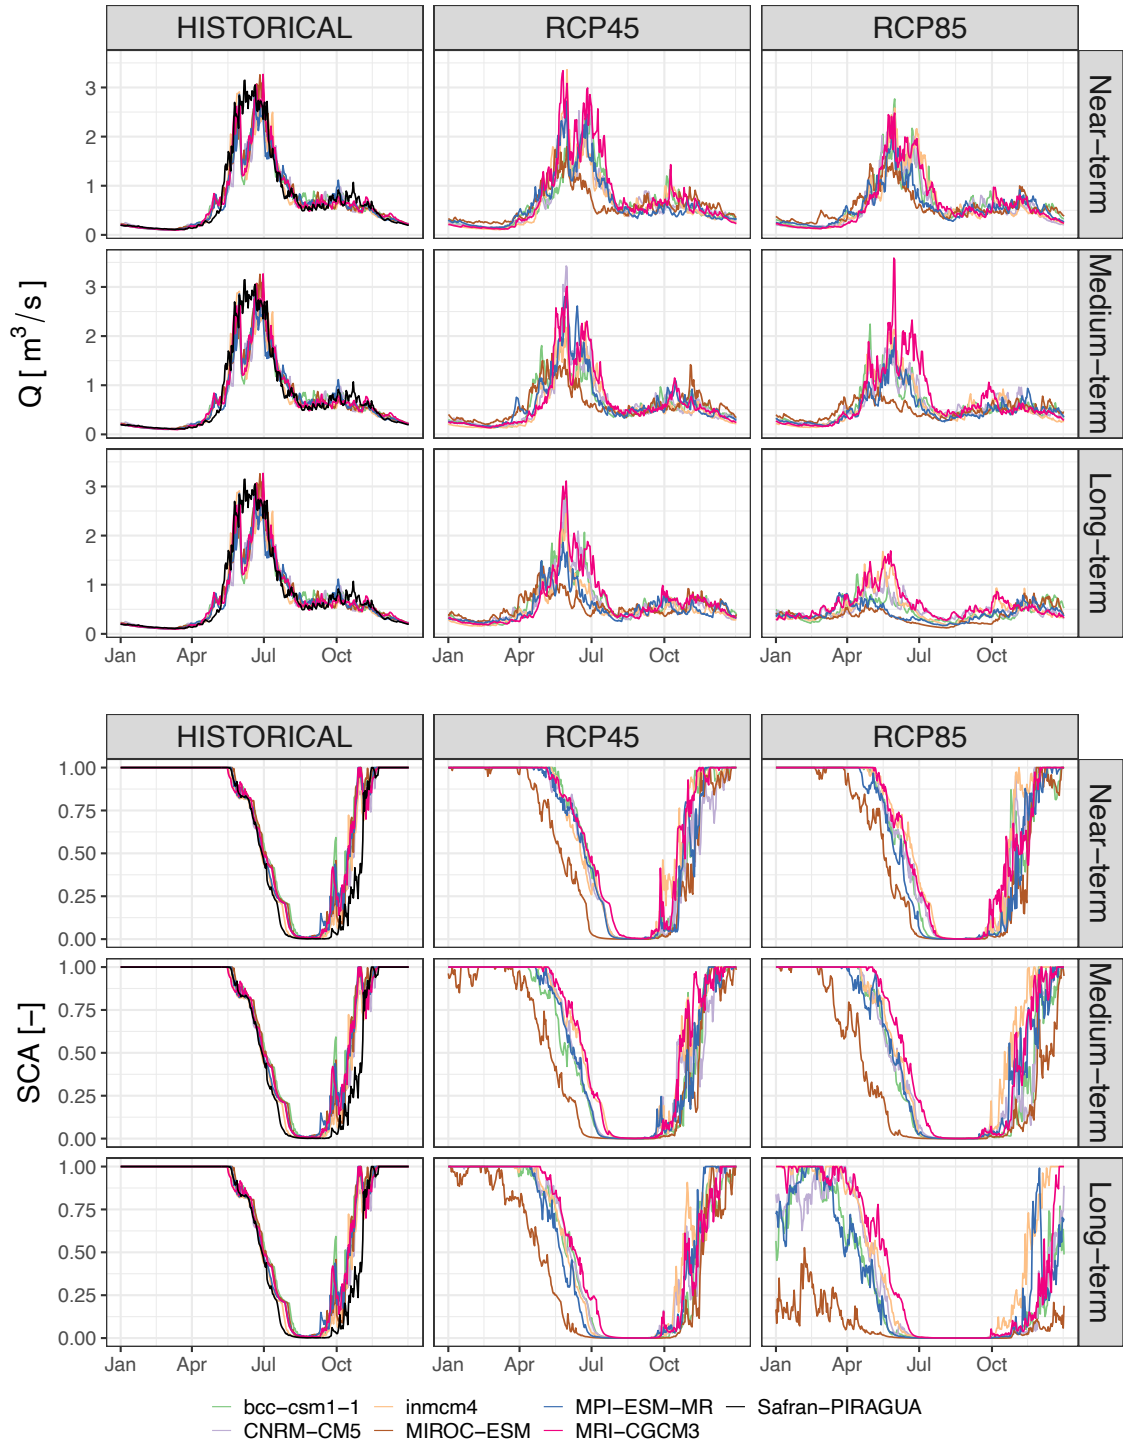 HISTORICAL RCP45 RCP85
Q [ m³ / s ]
3
2
1
0
Near−term
3
2
1
0
Medium−term
3
2
1
0
Long−term
Jan Apr Jul Oct Jan Apr Jul Oct Jan Apr Jul Oct
HISTORICAL RCP45 RCP85
SCA [−]
1.00
0.75
0.50
0.25
0.00
Near−term
1.00
0.75
0.50
0.25
0.00
Medium−term
1.00
0.75
0.50
0.25
0.00
Long−term
Jan Apr Jul Oct Jan Apr Jul Oct Jan Apr Jul Oct
bcc−csm1−1 inmcm4 MPI−ESM−MR Safran−PIRAGUA
CNRM−CM5 MIROC−ESM MRI−CGCM3